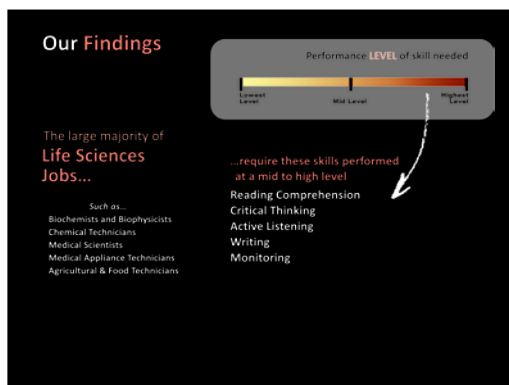 Our Findings
Performance LEVEL of skill needed
Lowest Level
Mid Level
Highest Level
The large majority of
Life Sciences
Jobs...
Such as...
Biochemists and Biophysicists
Chemical Technicians
Medical Scientists
Medical Appliance Technicians
Agricultural & Food Technicians
...require these skills performed
at a mid to high level
Reading Comprehension
Critical Thinking
Active Listening
Writing
Monitoring